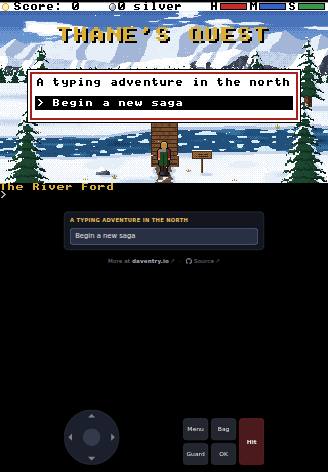 Score: 0 0 silver H M S
THANE'S QUEST
A typing adventure in the north
> Begin a new saga
The River Ford
>
A TYPING ADVENTURE IN THE NORTH
Begin a new saga
More at daventry.io ↗ · Source ↗
Menu Bag
Hit
Guard OK